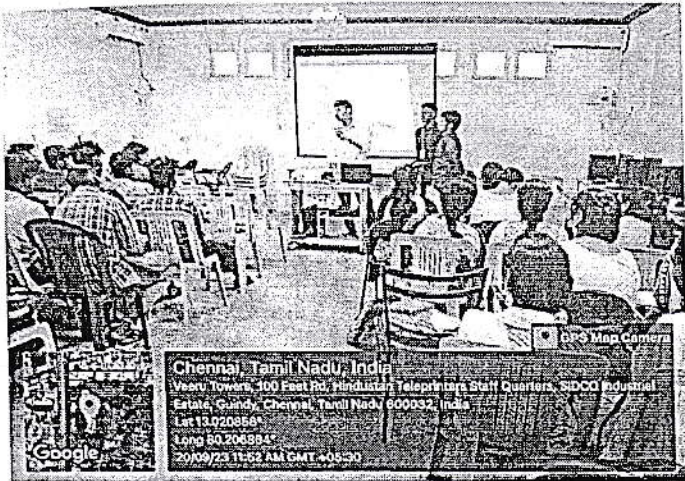 GPS Map Camera
Chennai, Tamil Nadu, India
Veeru Towers, 100 Feet Rd, Hindustan Teleprinters Staff Quarters, SIDCO Industrial
Estate, Guindy, Chennai, Tamil Nadu 600032, India
Lat 13.020858°
Long 80.206884°
20/09/23 11:52 AM GMT +05:30
Google